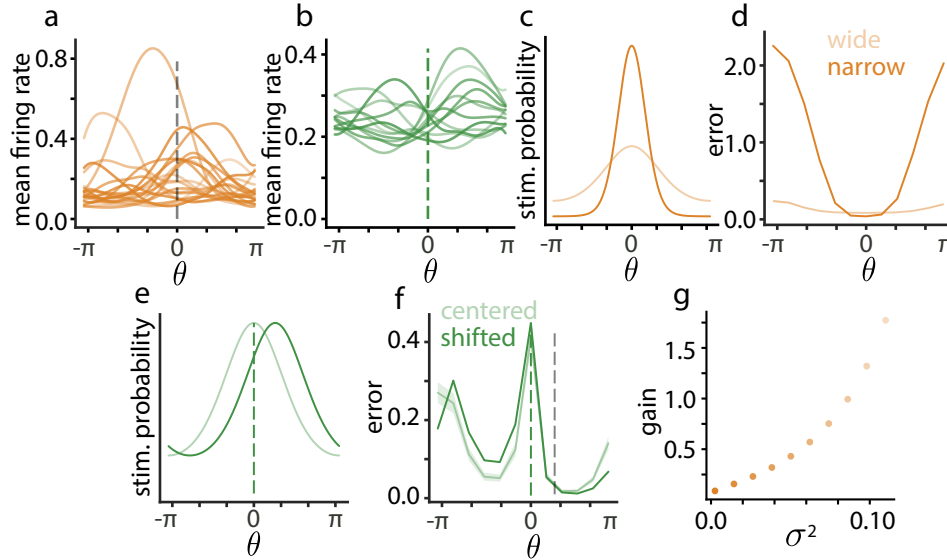 a
mean firing rate
0.8
0.4
0.0
-π
0
π
θ
b
mean firing rate
0.4
0.2
0.0
-π
0
π
θ
c
stim. probability
-π
0
π
θ
d
error
2.0
1.0
0.0
wide
narrow
-π
0
π
θ
e
stim. probability
-π
0
π
θ
f
error
0.4
0.2
0.0
centered
shifted
-π
0
π
θ
g
gain
1.5
1.0
0.5
0.0
0.10
σ²